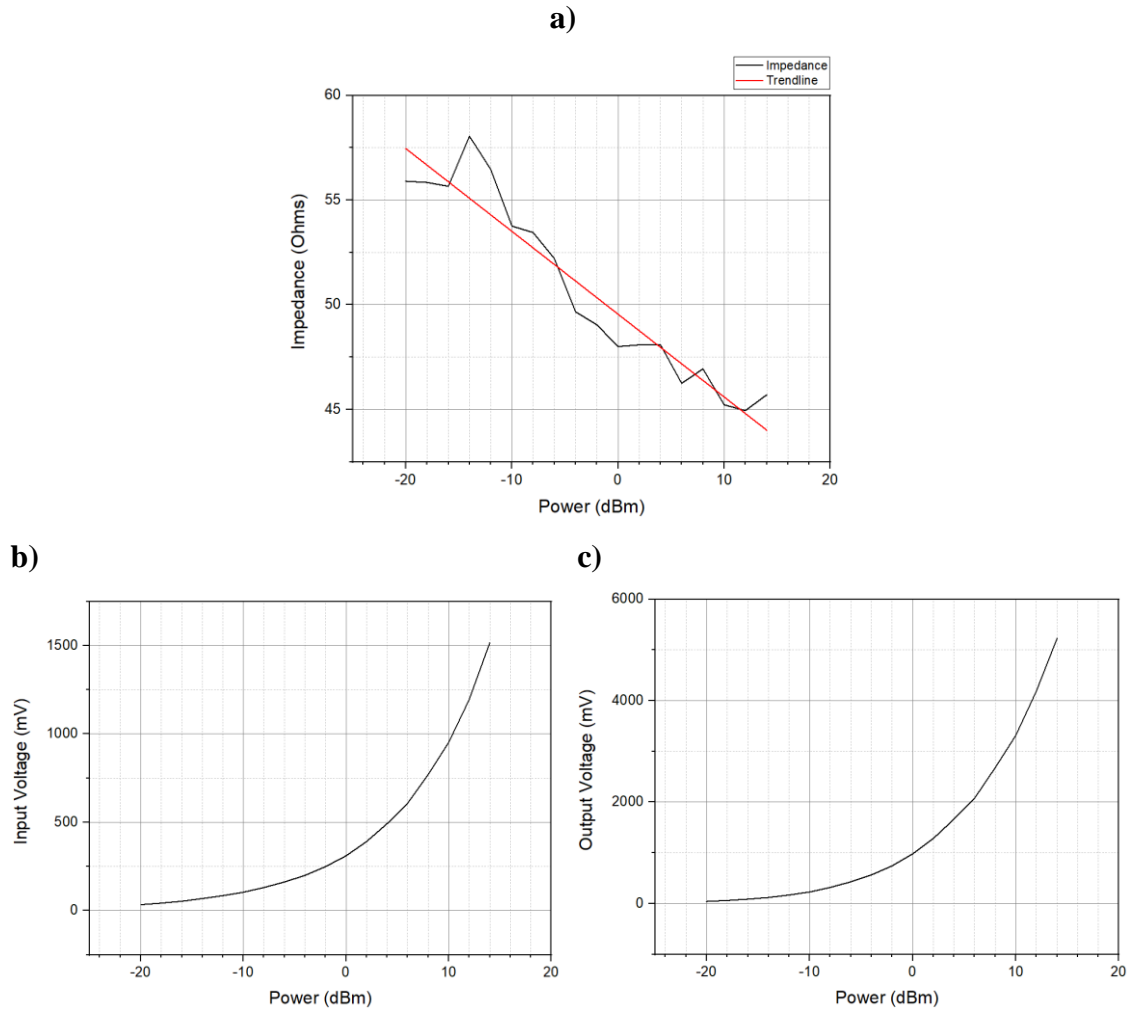 a)
Impedance
Trendline
60
55
50
45
Impedance (Ohms)
-20 -10 0 10 20
Power (dBm)
b)
1500
1000
500
0
Input Voltage (mV)
-20 -10 0 10 20
Power (dBm)
c)
6000
4000
2000
0
Output Voltage (mV)
-20 -10 0 10 20
Power (dBm)